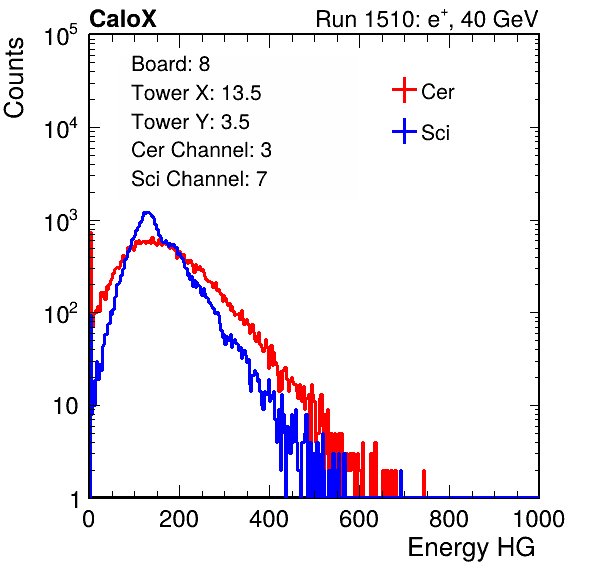 CaloX Run 1510: e⁺, 40 GeV
Board: 8
Tower X: 13.5
Tower Y: 3.5
Cer Channel: 3
Sci Channel: 7
Cer
Sci
Counts
10⁵
10⁴
10³
10²
10
1
0 200 400 600 800 1000
Energy HG